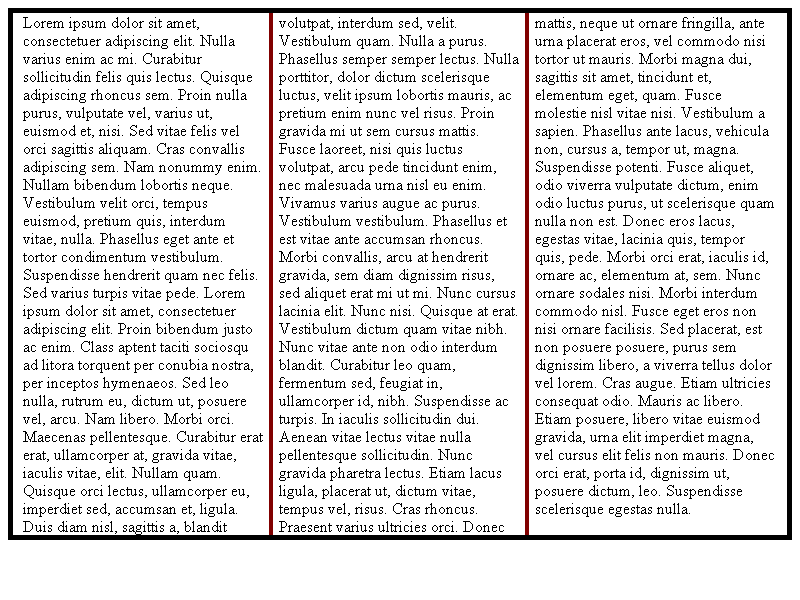 Lorem ipsum dolor sit amet,
consectetuer adipiscing elit. Nulla
varius enim ac mi. Curabitur
sollicitudin felis quis lectus. Quisque
adipiscing rhoncus sem. Proin nulla
purus, vulputate vel, varius ut,
euismod et, nisi. Sed vitae felis vel
orci sagittis aliquam. Cras convallis
adipiscing sem. Nam nonummy enim.
Nullam bibendum lobortis neque.
Vestibulum velit orci, tempus
euismod, pretium quis, interdum
vitae, nulla. Phasellus eget ante et
tortor condimentum vestibulum.
Suspendisse hendrerit quam nec felis.
Sed varius turpis vitae pede. Lorem
ipsum dolor sit amet, consectetuer
adipiscing elit. Proin bibendum justo
ac enim. Class aptent taciti sociosqu
ad litora torquent per conubia nostra,
per inceptos hymenaeos. Sed leo
nulla, rutrum eu, dictum ut, posuere
vel, arcu. Nam libero. Morbi orci.
Maecenas pellentesque. Curabitur erat
erat, ullamcorper at, gravida vitae,
iaculis vitae, elit. Nullam quam.
Quisque orci lectus, ullamcorper eu,
imperdiet sed, accumsan et, ligula.
Duis diam nisl, sagittis a, blandit
volutpat, interdum sed, velit.
Vestibulum quam. Nulla a purus.
Phasellus semper semper lectus. Nulla
porttitor, dolor dictum scelerisque
luctus, velit ipsum lobortis mauris, ac
pretium enim nunc vel risus. Proin
gravida mi ut sem cursus mattis.
Fusce laoreet, nisi quis luctus
volutpat, arcu pede tincidunt enim,
nec malesuada urna nisl eu enim.
Vivamus varius augue ac purus.
Vestibulum vestibulum. Phasellus et
est vitae ante accumsan rhoncus.
Morbi convallis, arcu at hendrerit
gravida, sem diam dignissim risus,
sed aliquet erat mi ut mi. Nunc cursus
lacinia elit. Nunc nisi. Quisque at erat.
Vestibulum dictum quam vitae nibh.
Nunc vitae ante non odio interdum
blandit. Curabitur leo quam,
fermentum sed, feugiat in,
ullamcorper id, nibh. Suspendisse ac
turpis. In iaculis sollicitudin dui.
Aenean vitae lectus vitae nulla
pellentesque sollicitudin. Nunc
gravida pharetra lectus. Etiam lacus
ligula, placerat ut, dictum vitae,
tempus vel, risus. Cras rhoncus.
Praesent varius ultricies orci. Donec
mattis, neque ut ornare fringilla, ante
urna placerat eros, vel commodo nisi
tortor ut mauris. Morbi magna dui,
sagittis sit amet, tincidunt et,
elementum eget, quam. Fusce
molestie nisl vitae nisi. Vestibulum a
sapien. Phasellus ante lacus, vehicula
non, cursus a, tempor ut, magna.
Suspendisse potenti. Fusce aliquet,
odio viverra vulputate dictum, enim
odio luctus purus, ut scelerisque quam
nulla non est. Donec eros lacus,
egestas vitae, lacinia quis, tempor
quis, pede. Morbi orci erat, iaculis id,
ornare ac, elementum at, sem. Nunc
ornare sodales nisi. Morbi interdum
commodo nisl. Fusce eget eros non
nisi ornare facilisis. Sed placerat, est
non posuere posuere, purus sem
dignissim libero, a viverra tellus dolor
vel lorem. Cras augue. Etiam ultricies
consequat odio. Mauris ac libero.
Etiam posuere, libero vitae euismod
gravida, urna elit imperdiet magna,
vel cursus elit felis non mauris. Donec
orci erat, porta id, dignissim ut,
posuere dictum, leo. Suspendisse
scelerisque egestas nulla.